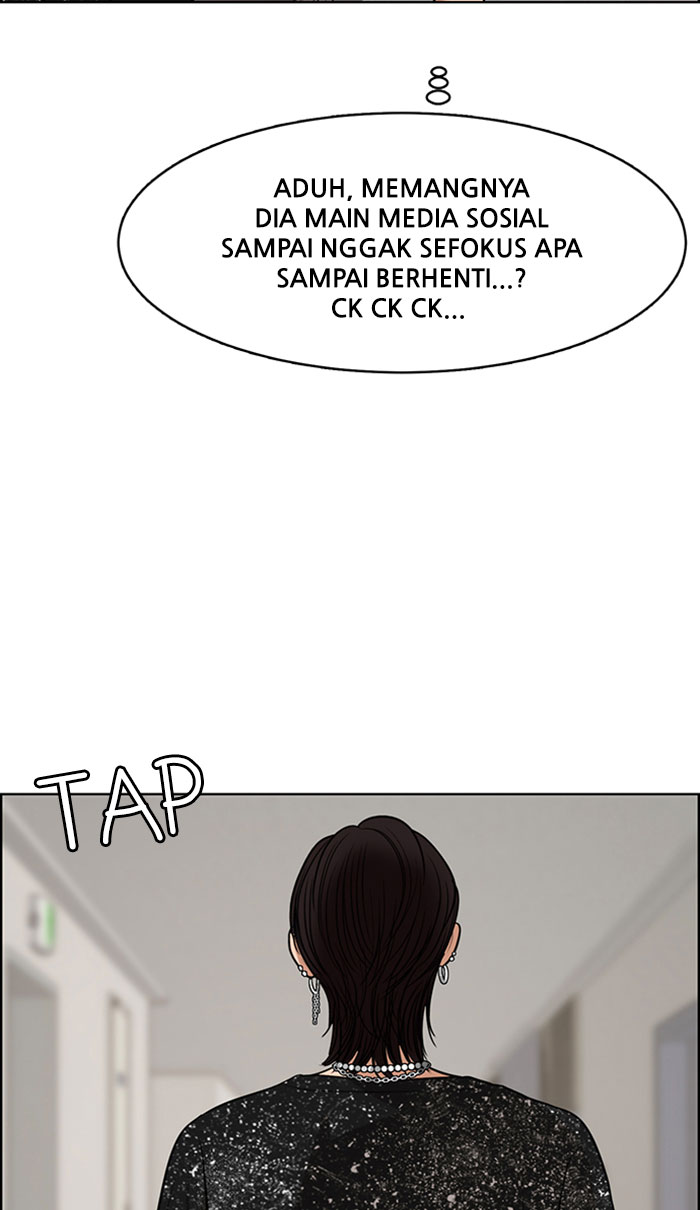 ADUH, MEMANGNYA
DIA MAIN MEDIA SOSIAL
SAMPAI NGGAK SEFOKUS APA
SAMPAI BERHENTI...?
CK CK CK...
TAP